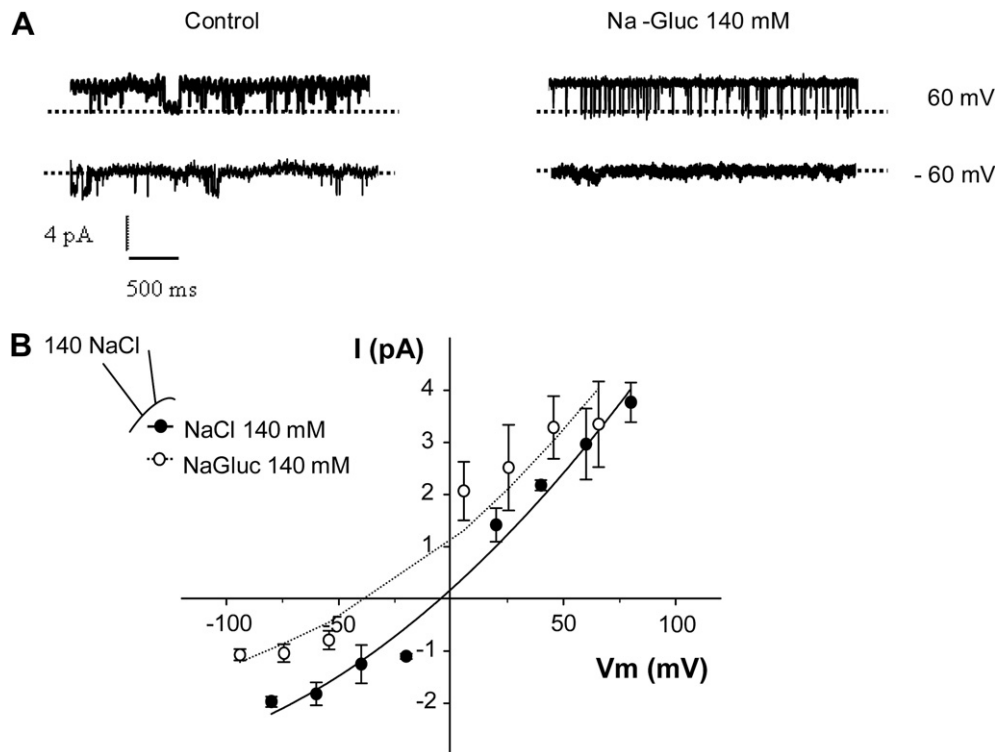 A
Control
Na -Gluc 140 mM
60 mV
- 60 mV
4 pA
500 ms
B
140 NaCl
I (pA)
NaCl 140 mM
NaGluc 140 mM
4
3
2
1
-1
-2
-100
-50
50
100
Vm (mV)